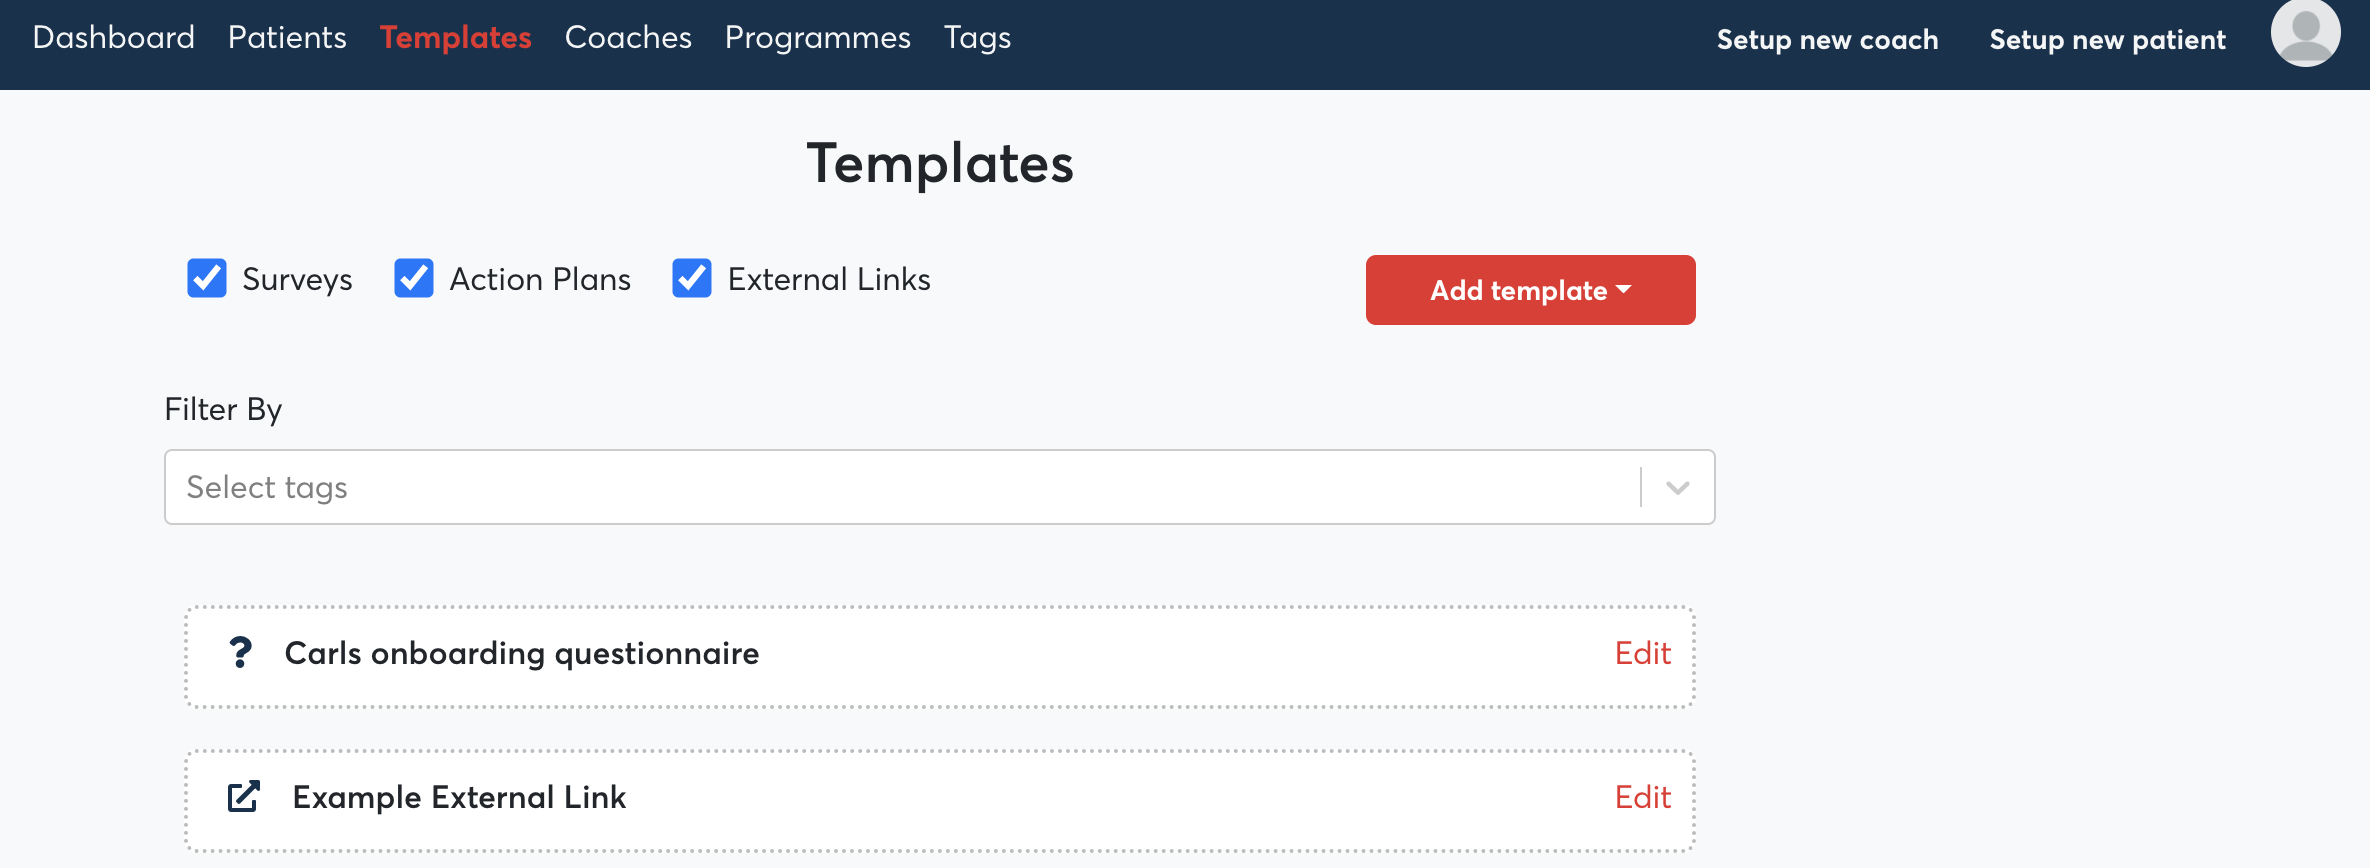 Dashboard Patients Templates Coaches Programmes Tags Setup new coach Setup new patient
Templates
Surveys Action Plans External Links Add template
Filter By
Select tags
? Carls onboarding questionnaire Edit
Example External Link Edit